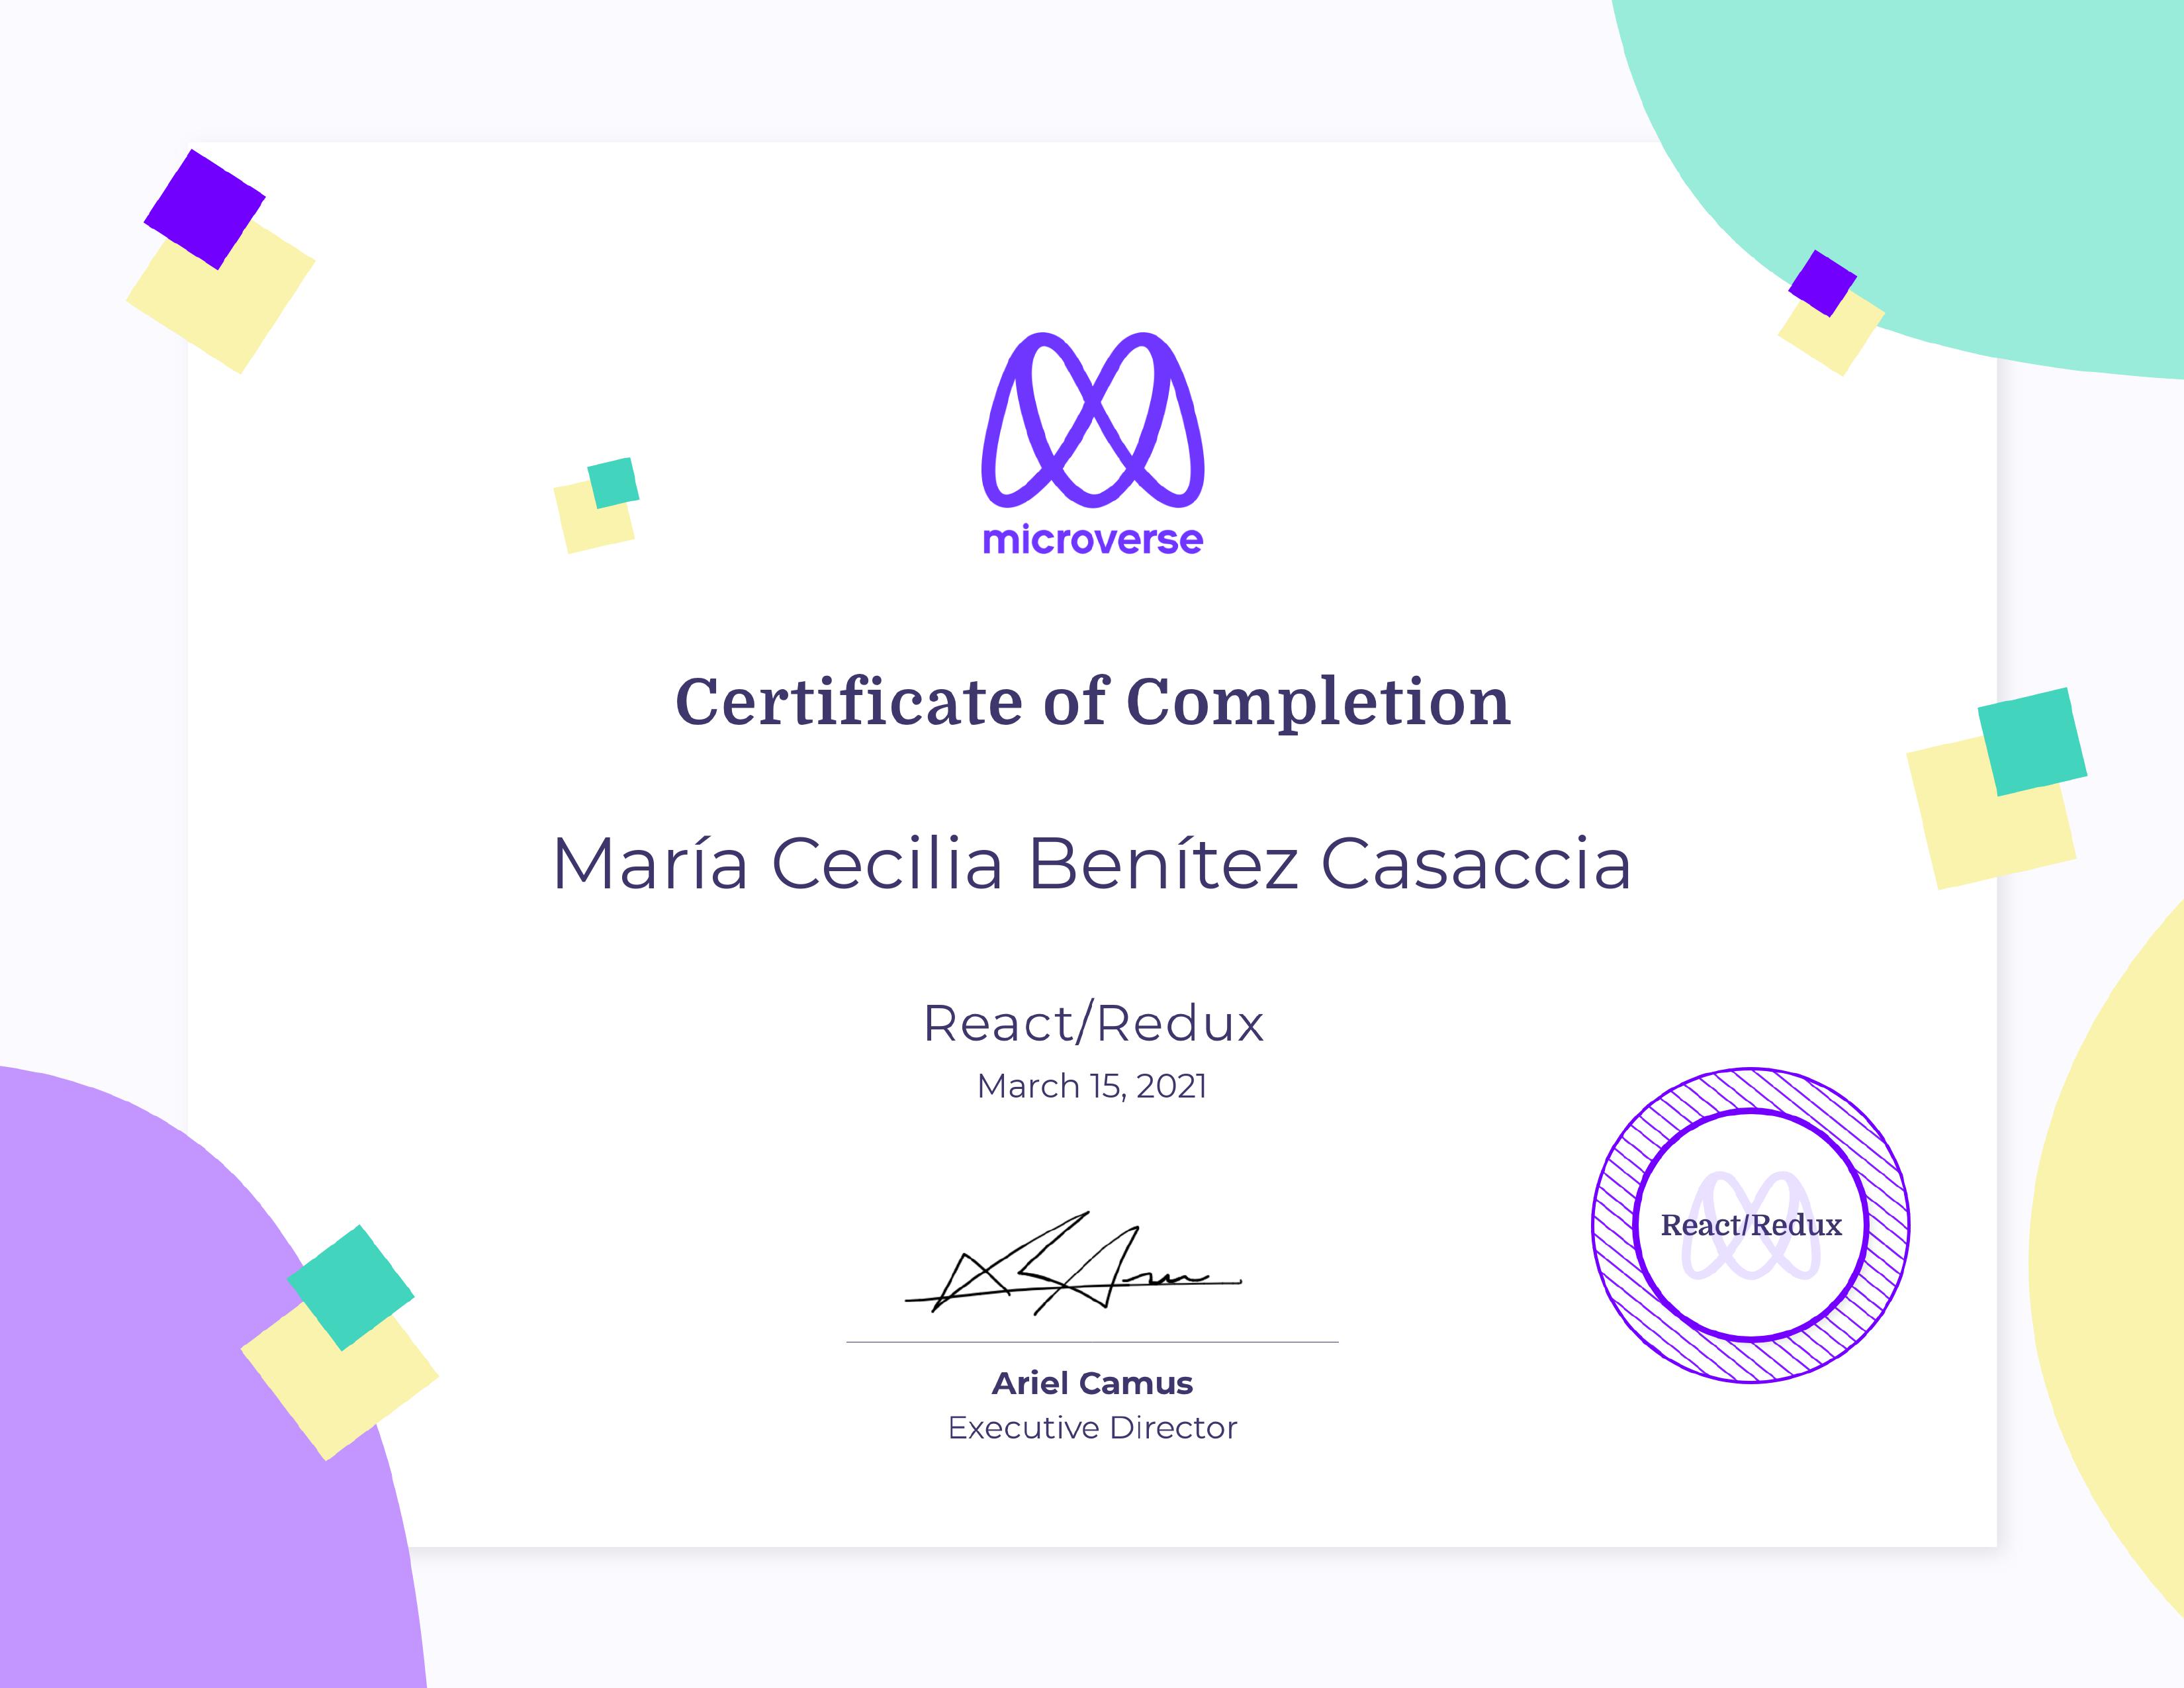 microverse
Certificate of Completion
María Cecilia Benítez Casaccia
React/Redux
March 15, 2021
React/Redux
Ariel Camus
Executive Director